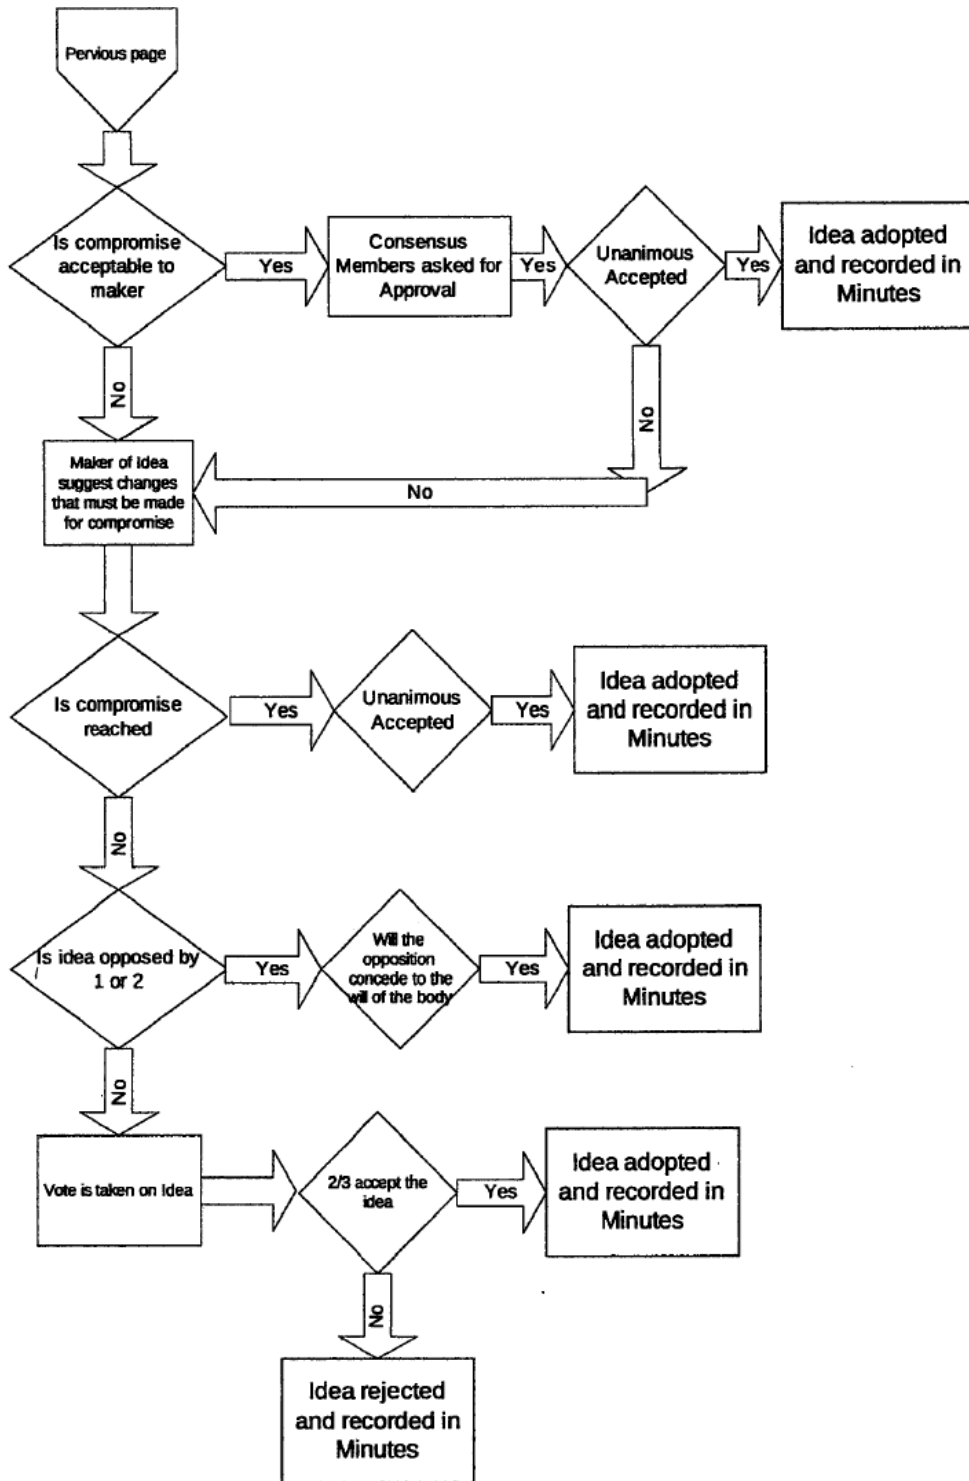 Pervious page
Is compromise
acceptable to
maker
Yes
Consensus
Members asked for
Approval
Yes
Unanimous
Accepted
Yes
Idea adopted
and recorded in
Minutes
No
No
Maker of Idea
suggest changes
that must be made
for compromise
No
Is compromise
reached
Yes
Unanimous
Accepted
Yes
Idea adopted
and recorded in
Minutes
No
Is idea opposed by
1 or 2
Yes
Will the
opposition
concede to the
will of the body
Yes
Idea adopted
and recorded in
Minutes
No
Vote is taken on Idea
2/3 accept the
idea
Yes
Idea adopted
and recorded in
Minutes
No
Idea rejected
and recorded in
Minutes